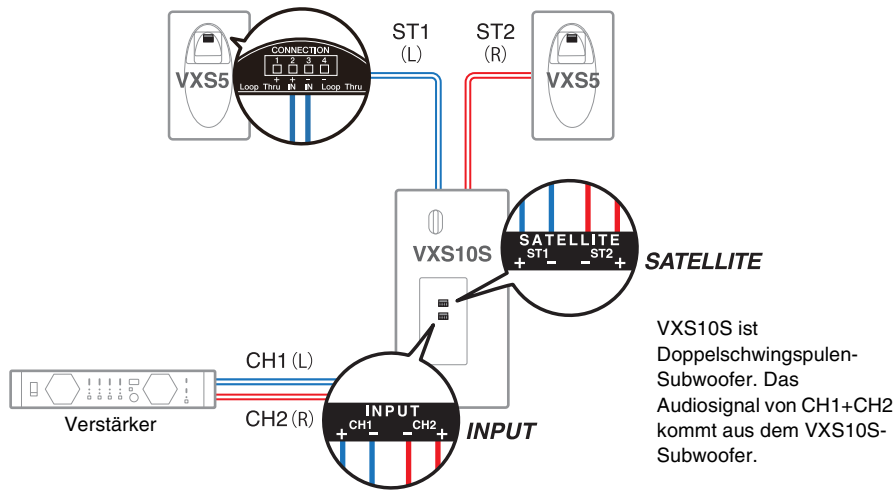 ST1
(L)
ST2
(R)
CONNECTION
1 2 3 4
+ + – –
Loop Thru IN IN Loop Thru
VXS5
VXS5
VXS10S
SATELLITE
+ ST1 – – ST2 +
SATELLITE
VXS10S ist
Doppelschwingspulen-
Subwoofer. Das
Audiosignal von CH1+CH2
kommt aus dem VXS10S-
Subwoofer.
CH1 (L)
CH2 (R)
Verstärker
INPUT
+ CH1 – – CH2 +
INPUT